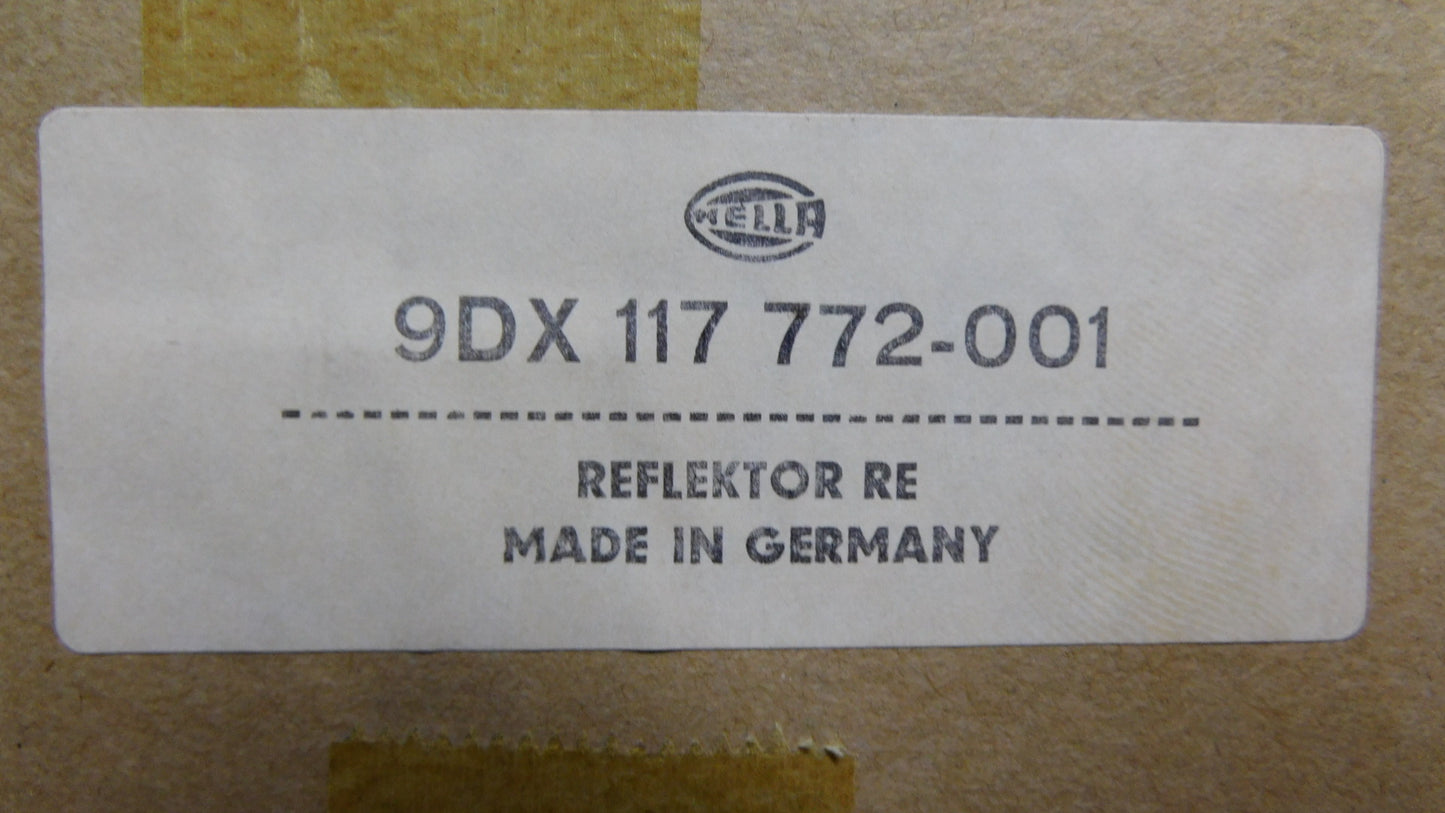 HELLA
9DX 117 772-001
REFLEKTOR RE
MADE IN GERMANY